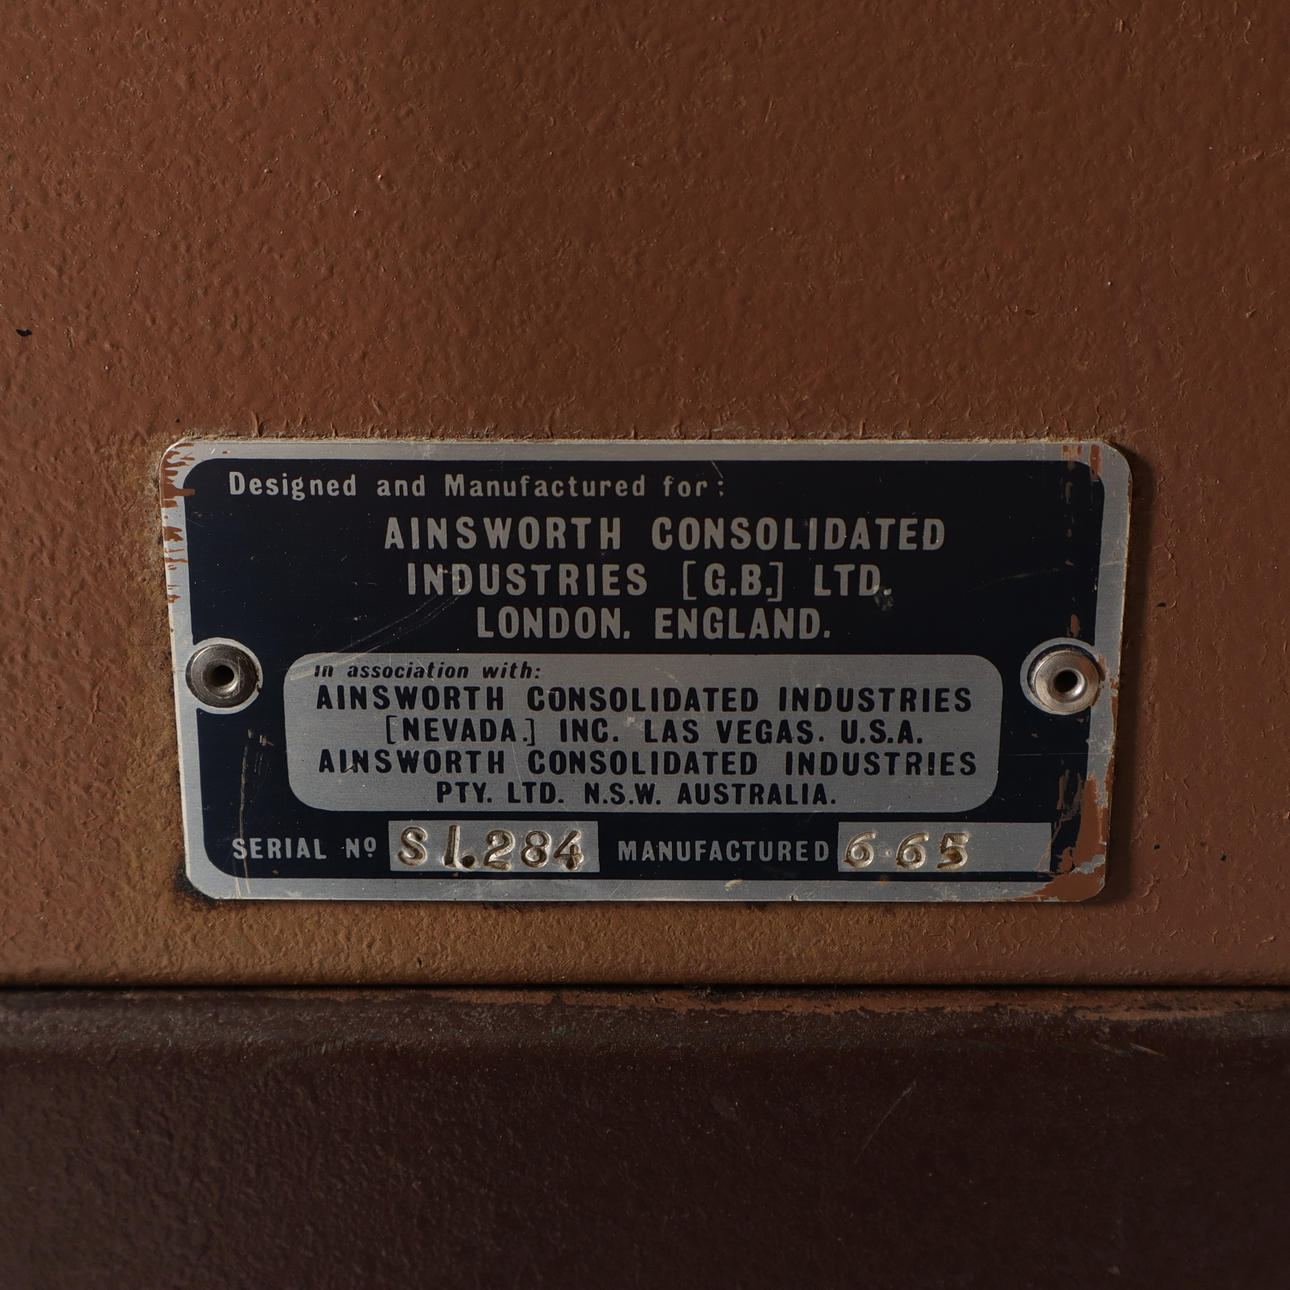 Designed and Manufactured for:
AINSWORTH CONSOLIDATED
INDUSTRIES [G.B.] LTD.
LONDON. ENGLAND.
In association with:
AINSWORTH CONSOLIDATED INDUSTRIES
[NEVADA.] INC. LAS VEGAS. U.S.A.
AINSWORTH CONSOLIDATED INDUSTRIES
PTY. LTD. N.S.W. AUSTRALIA.
SERIAL Nº S1.284 MANUFACTURED 6·65